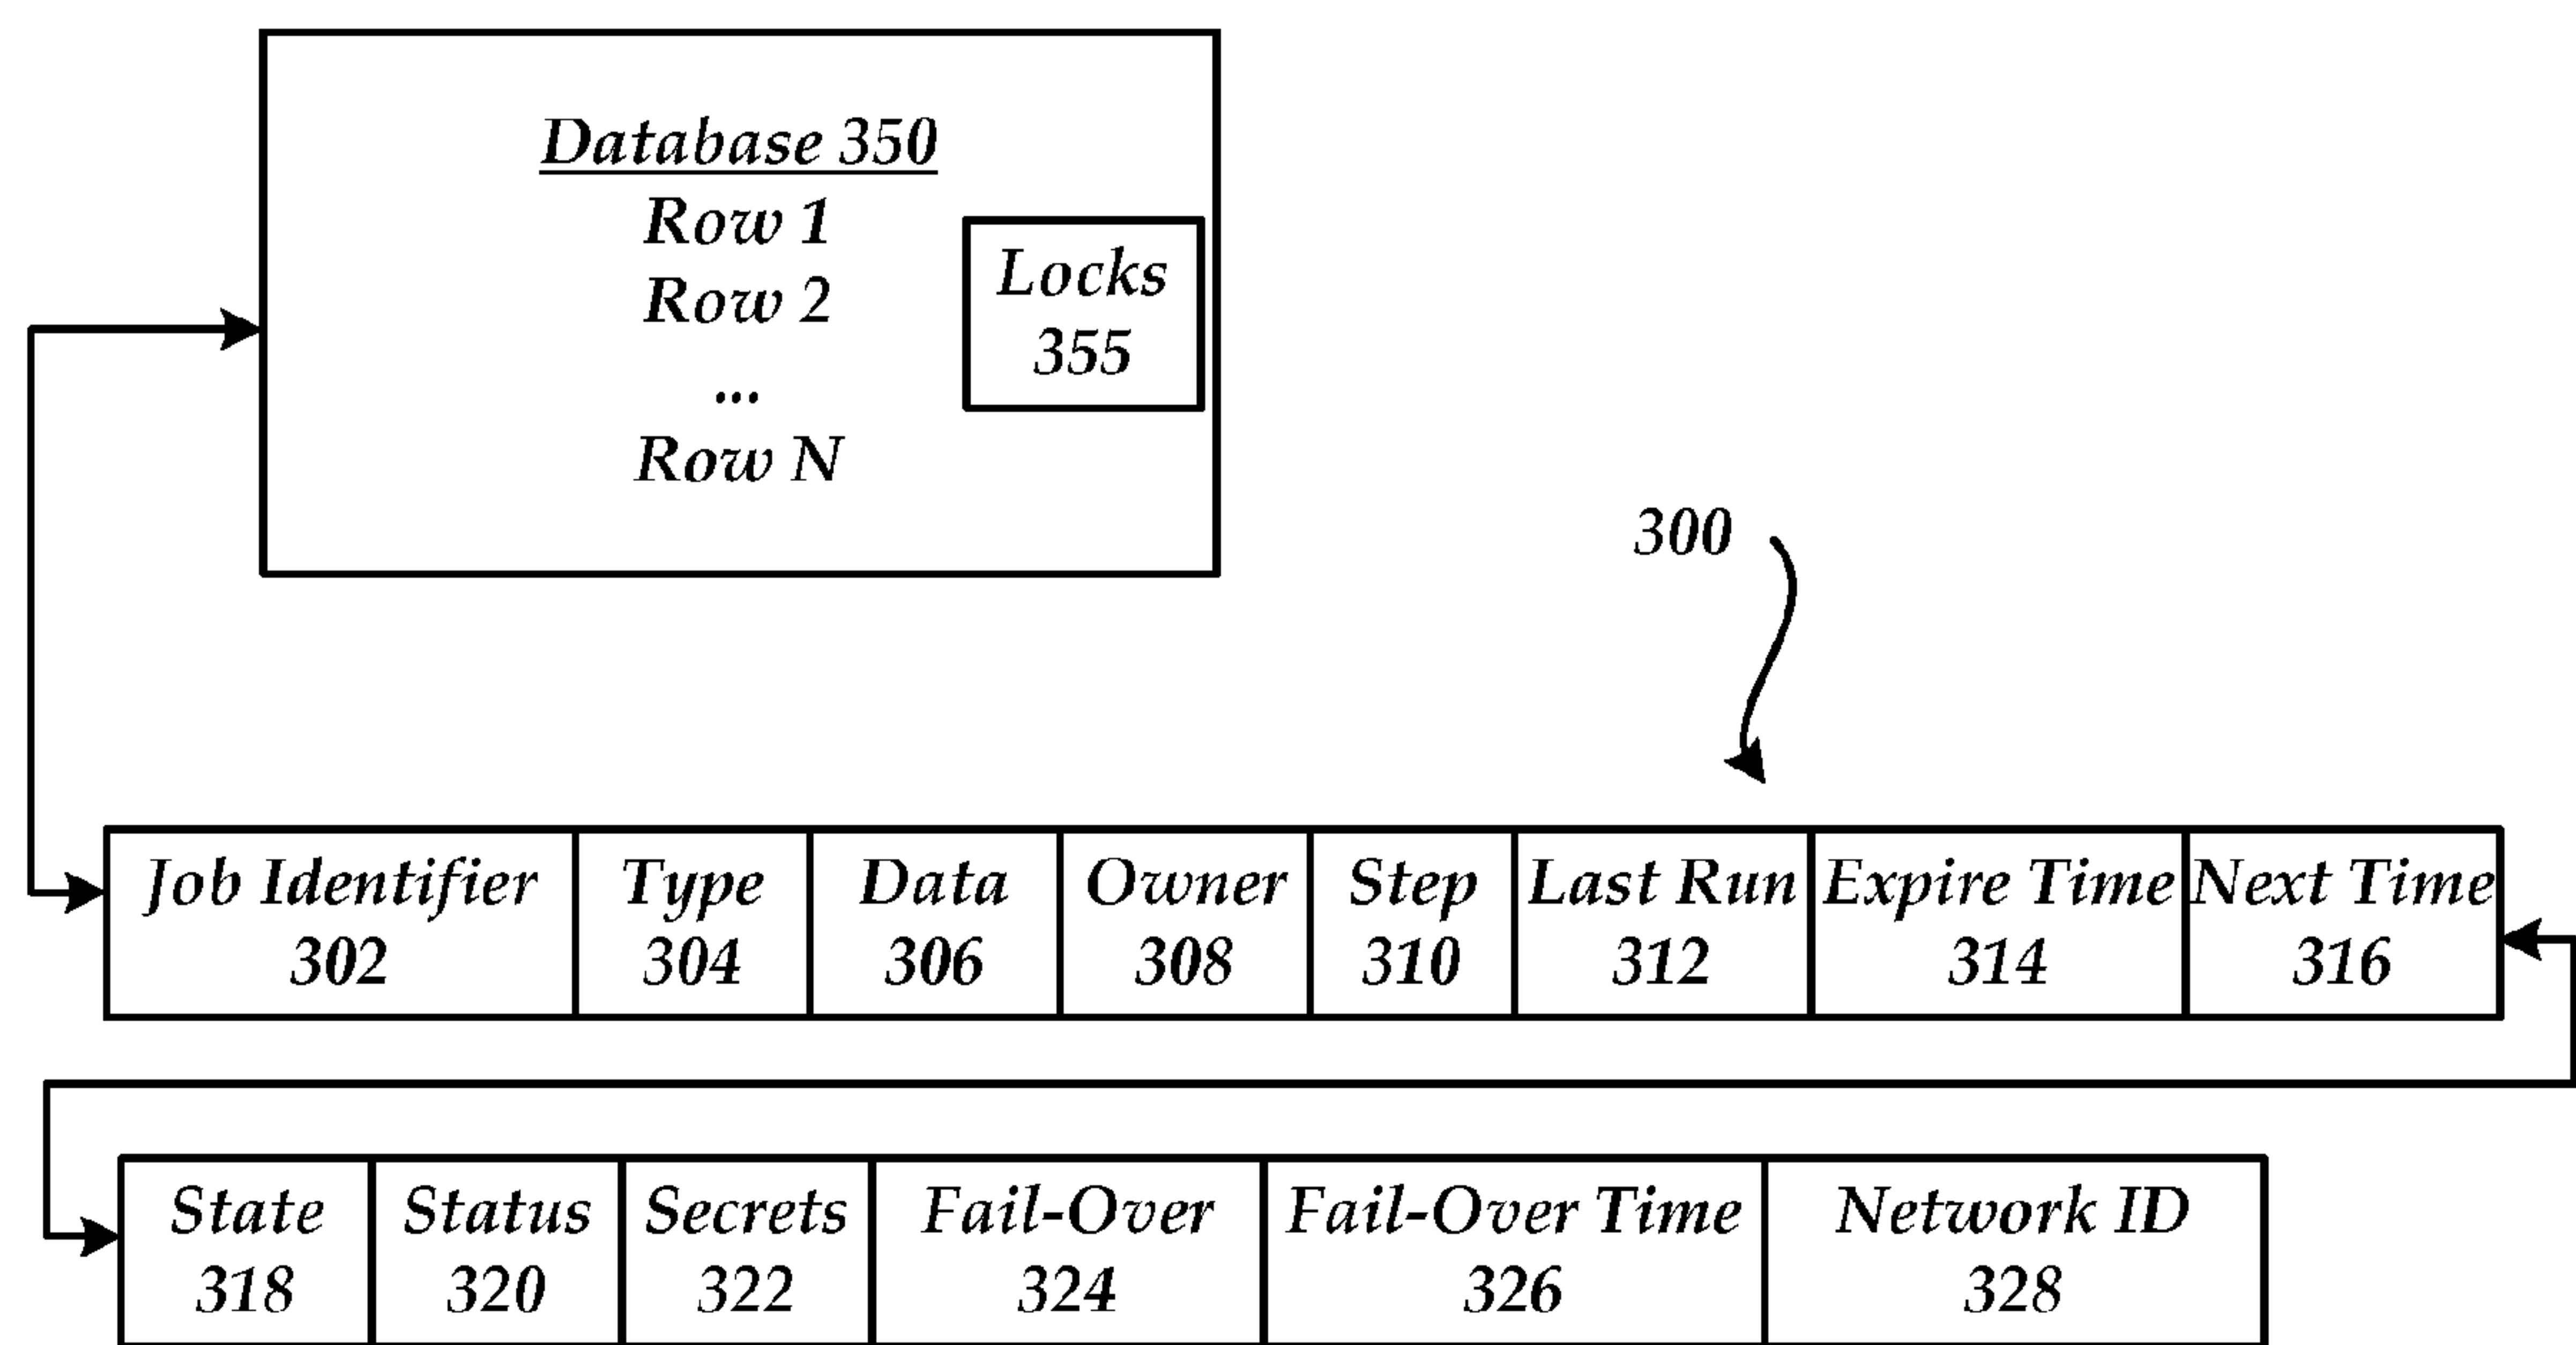 Database 350
Row 1
Row 2
...
Row N
Locks
355
300
Job Identifier
302
Type
304
Data
306
Owner
308
Step
310
Last Run
312
Expire Time
314
Next Time
316
State
318
Status
320
Secrets
322
Fail-Over
324
Fail-Over Time
326
Network ID
328